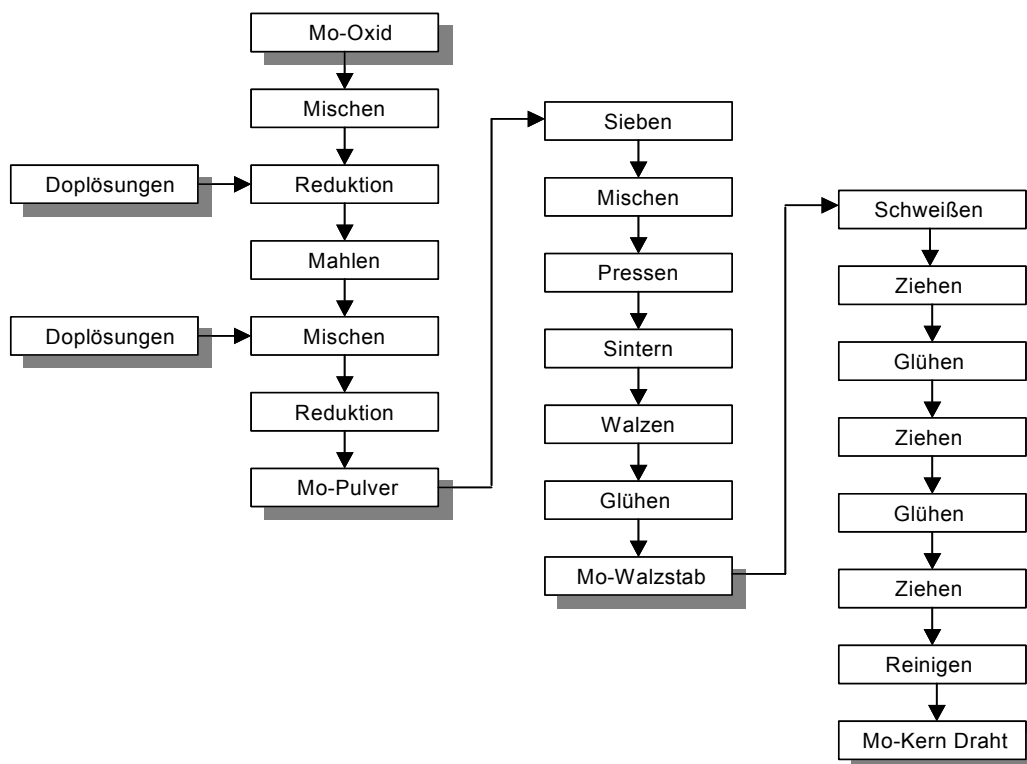 Mo-Oxid
Mischen
Doplösungen
Reduktion
Mahlen
Doplösungen
Mischen
Reduktion
Mo-Pulver
Sieben
Mischen
Pressen
Sintern
Walzen
Glühen
Mo-Walzstab
Schweißen
Ziehen
Glühen
Ziehen
Glühen
Ziehen
Reinigen
Mo-Kern Draht